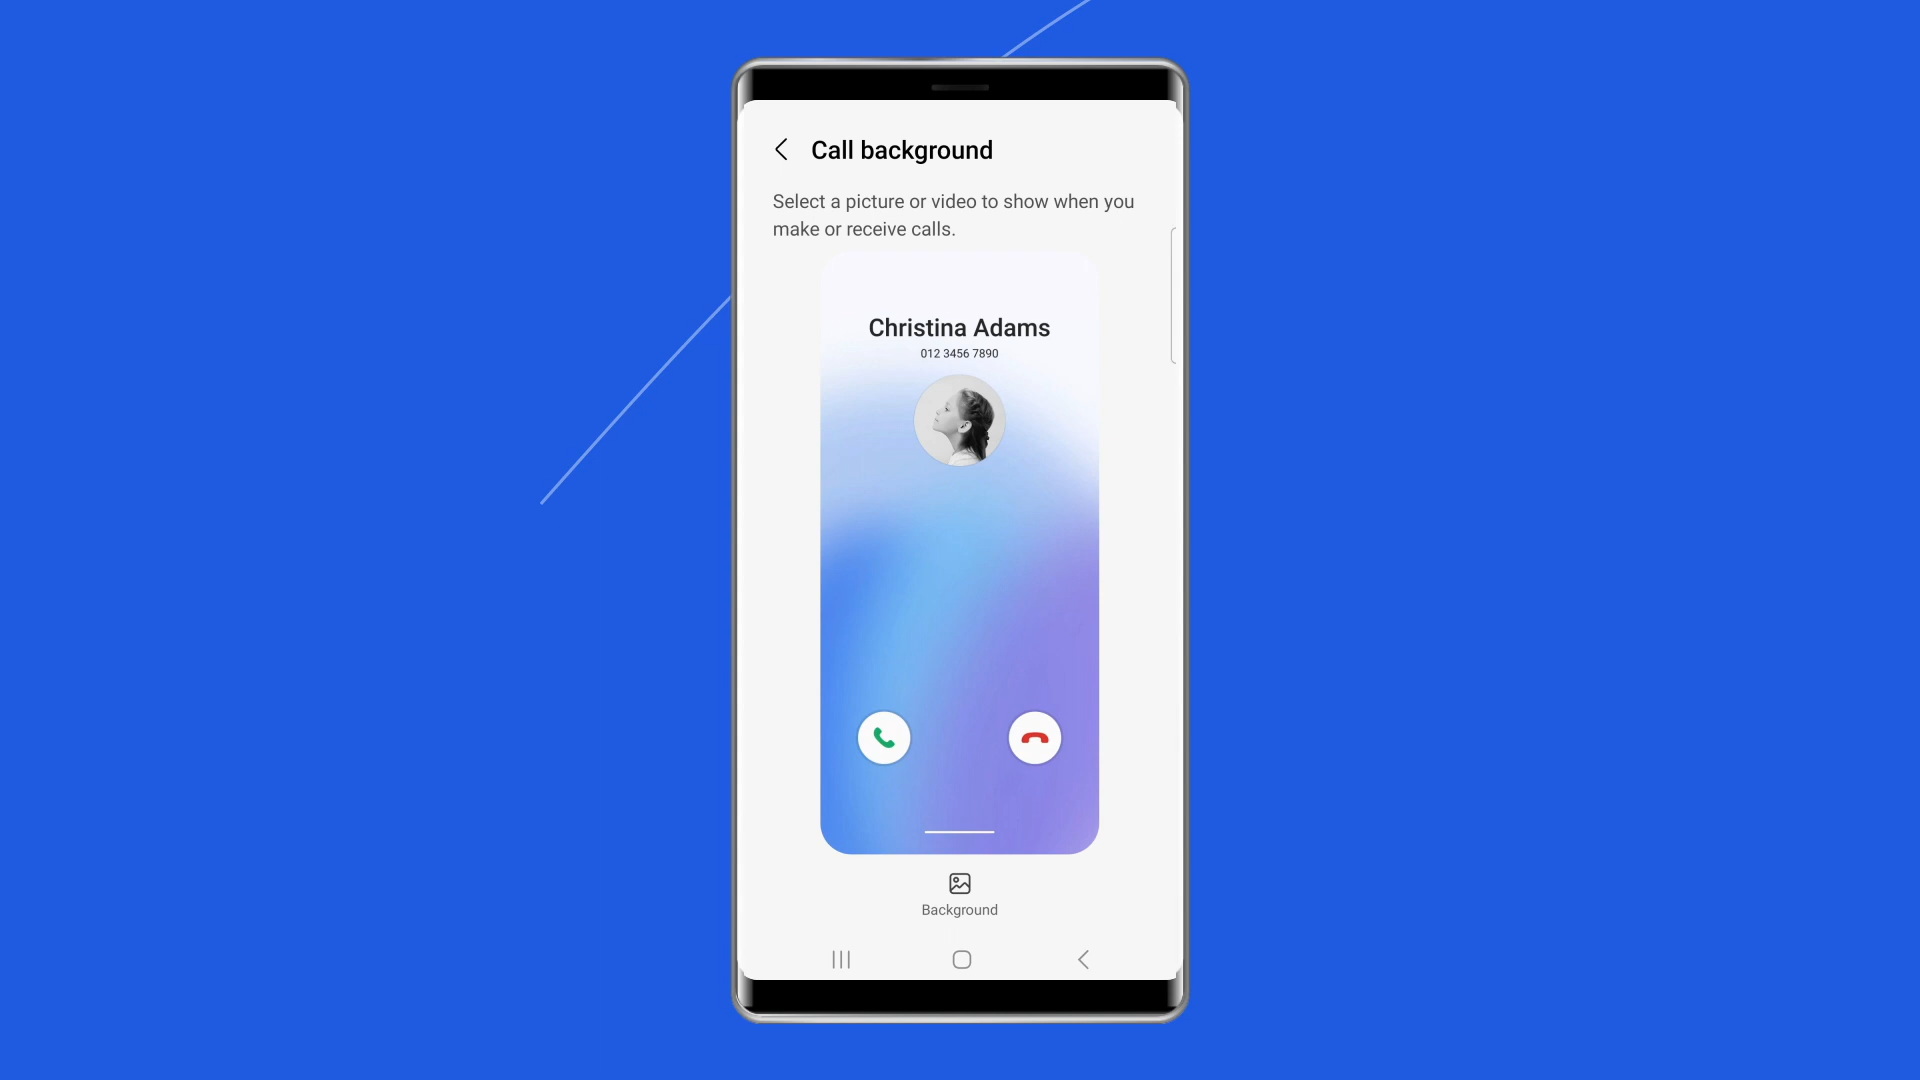 Call background
Select a picture or video to show when you
make or receive calls.
Christina Adams
012 3456 7890
Background